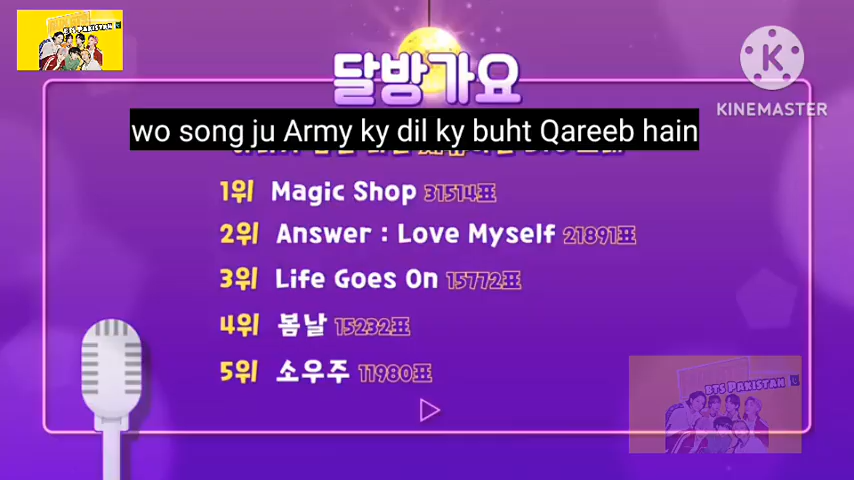 BTS PAKISTAN
달방가요
KINEMASTER
wo song ju Army ky dil ky buht Qareeb hain
1위 Magic Shop 31514표
2위 Answer : Love Myself 21891표
3위 Life Goes On 15772표
4위 봄날 15232표
5위 소우주 11980표
BTS PAKISTAN